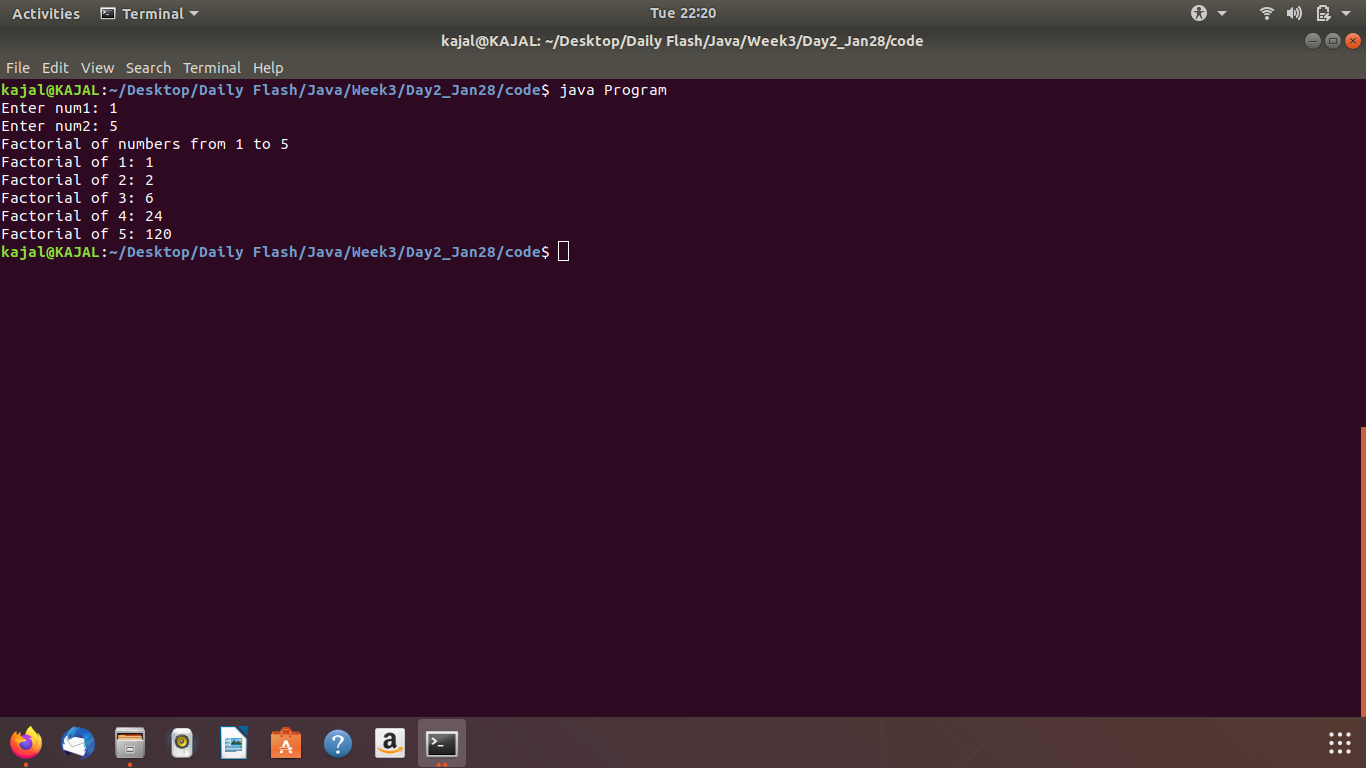 Activities Terminal Tue 22:20
kajal@KAJAL: ~/Desktop/Daily Flash/Java/Week3/Day2_Jan28/code
File Edit View Search Terminal Help
kajal@KAJAL:~/Desktop/Daily Flash/Java/Week3/Day2_Jan28/code$ java Program
Enter num1: 1
Enter num2: 5
Factorial of numbers from 1 to 5
Factorial of 1: 1
Factorial of 2: 2
Factorial of 3: 6
Factorial of 4: 24
Factorial of 5: 120
kajal@KAJAL:~/Desktop/Daily Flash/Java/Week3/Day2_Jan28/code$